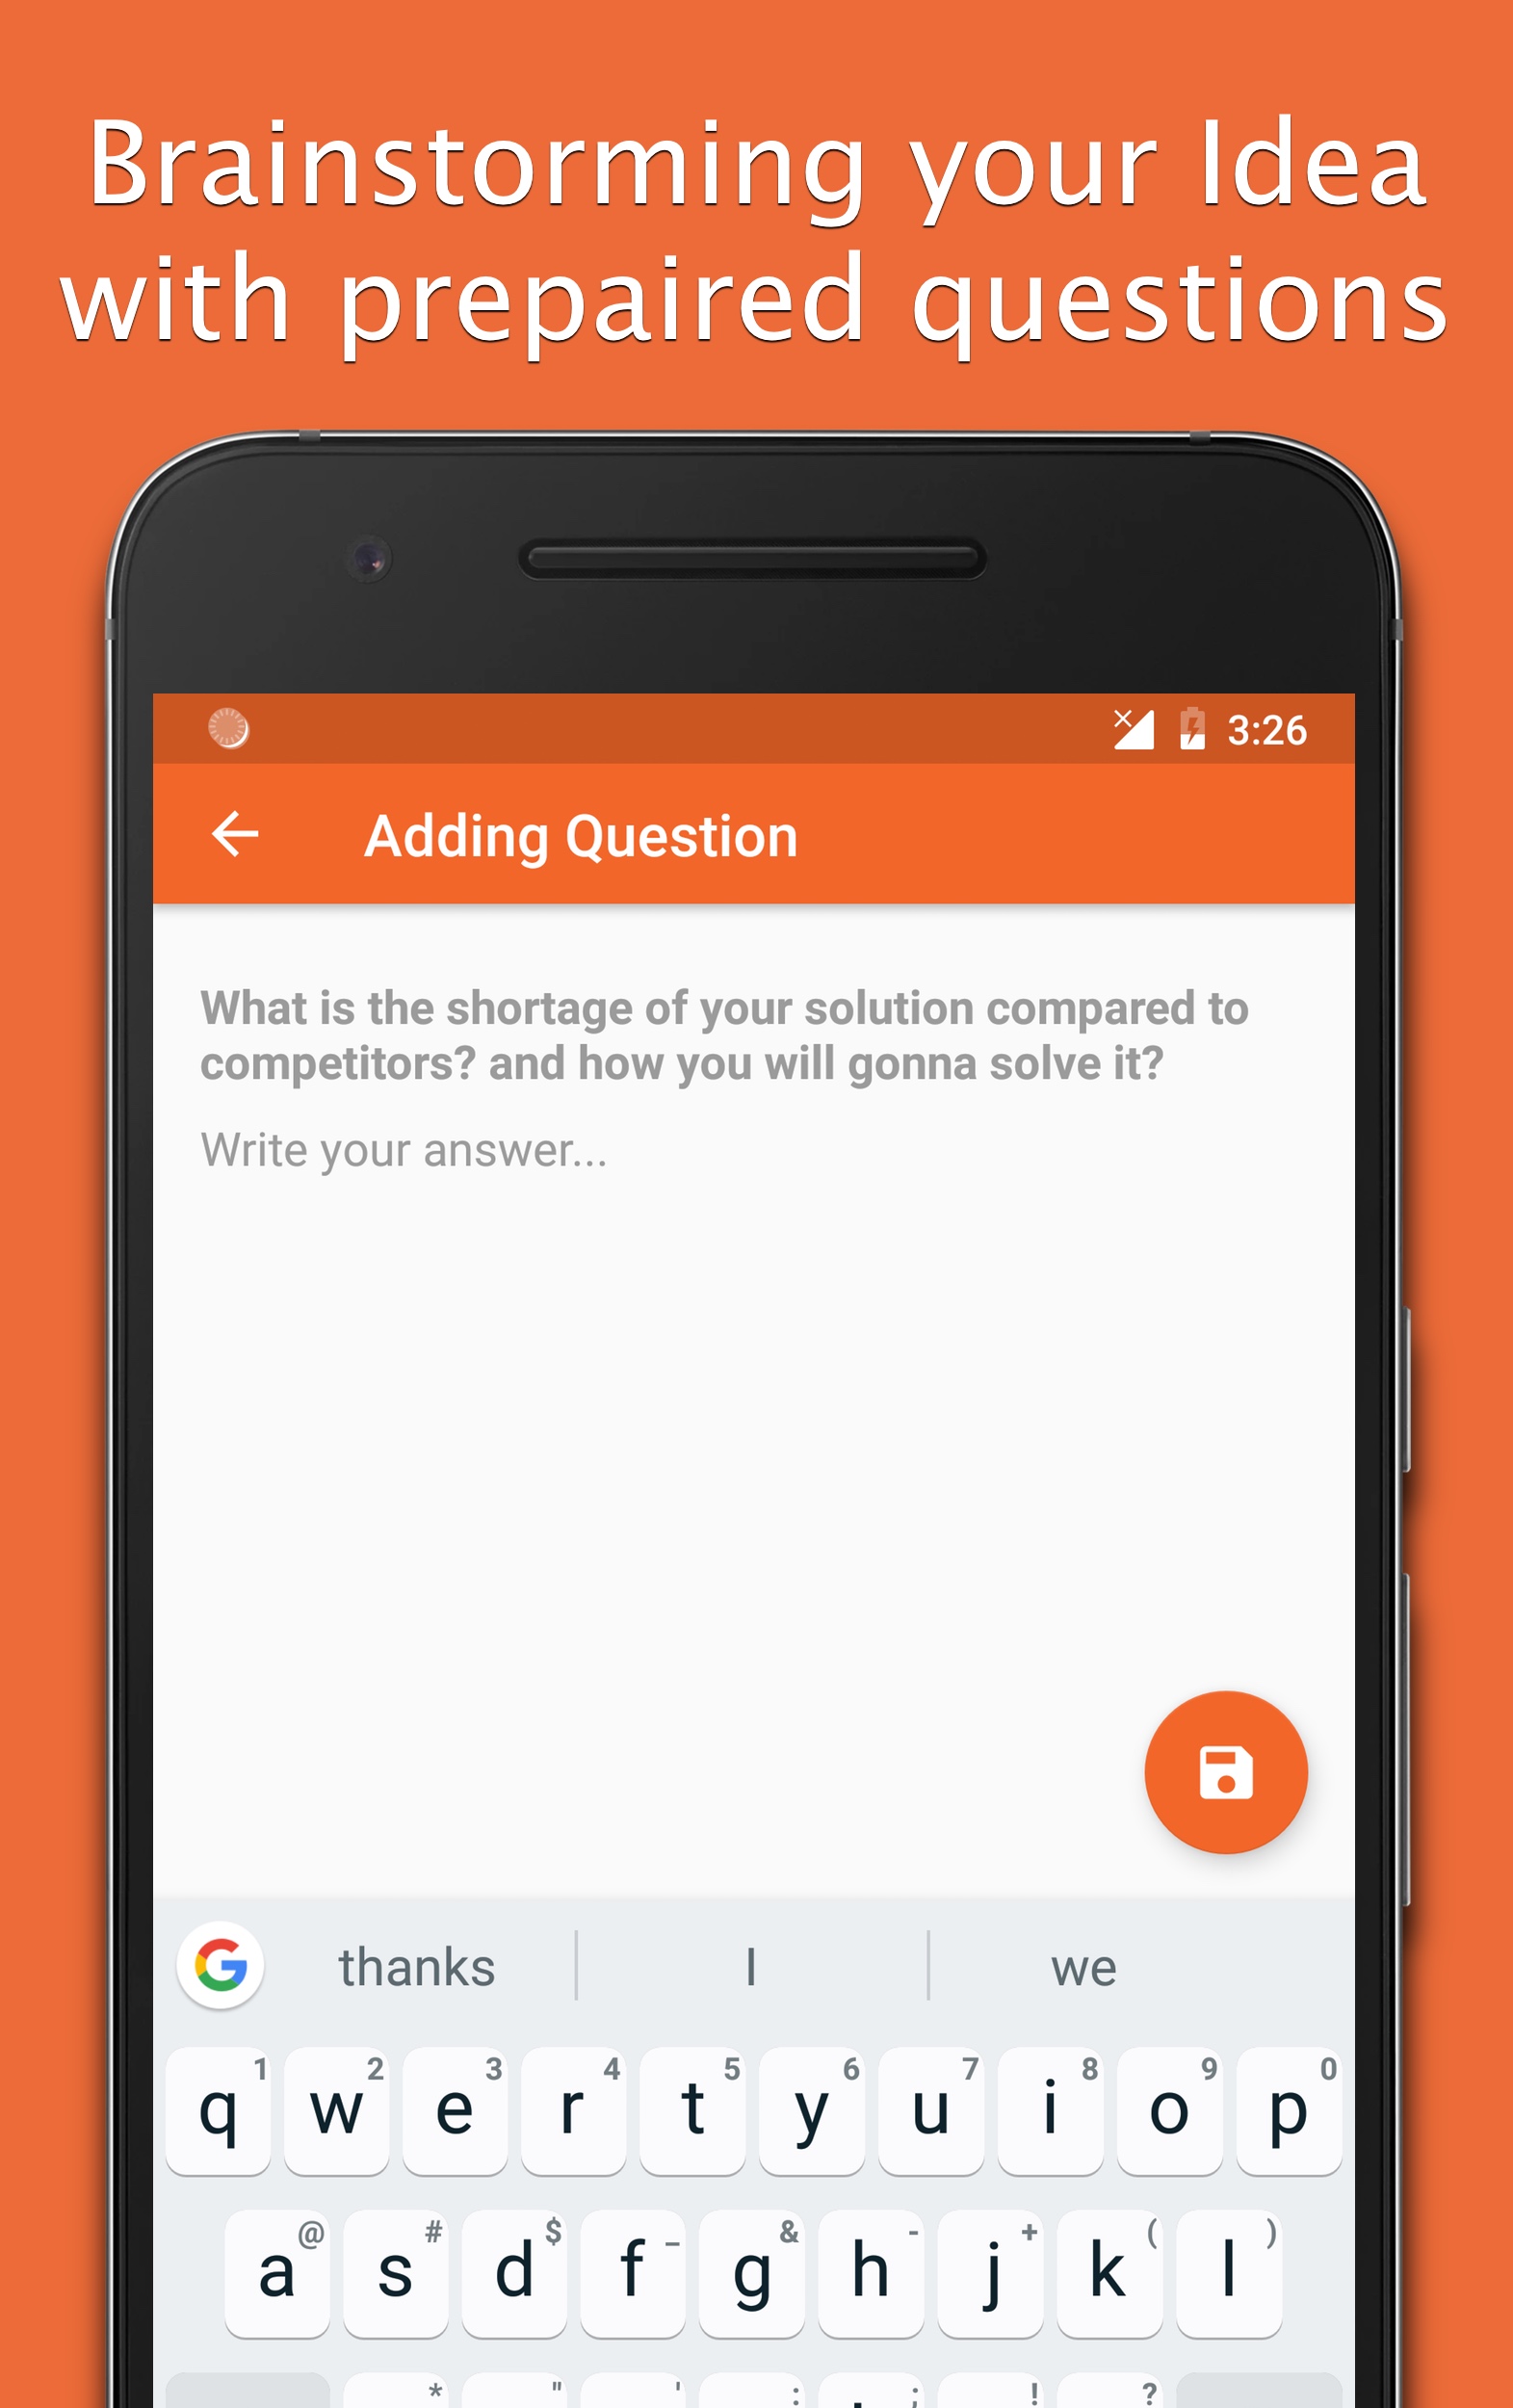 Brainstorming your Idea
with prepaired questions
3:26
Adding Question
What is the shortage of your solution compared to
competitors? and how you will gonna solve it?
Write your answer...
G thanks I we
1 2 3 4 5 6 7 8 9 0
q w e r t y u i o p
@ # $ _ & - + ( )
a s d f g h j k l
* " ' : ; ! ?